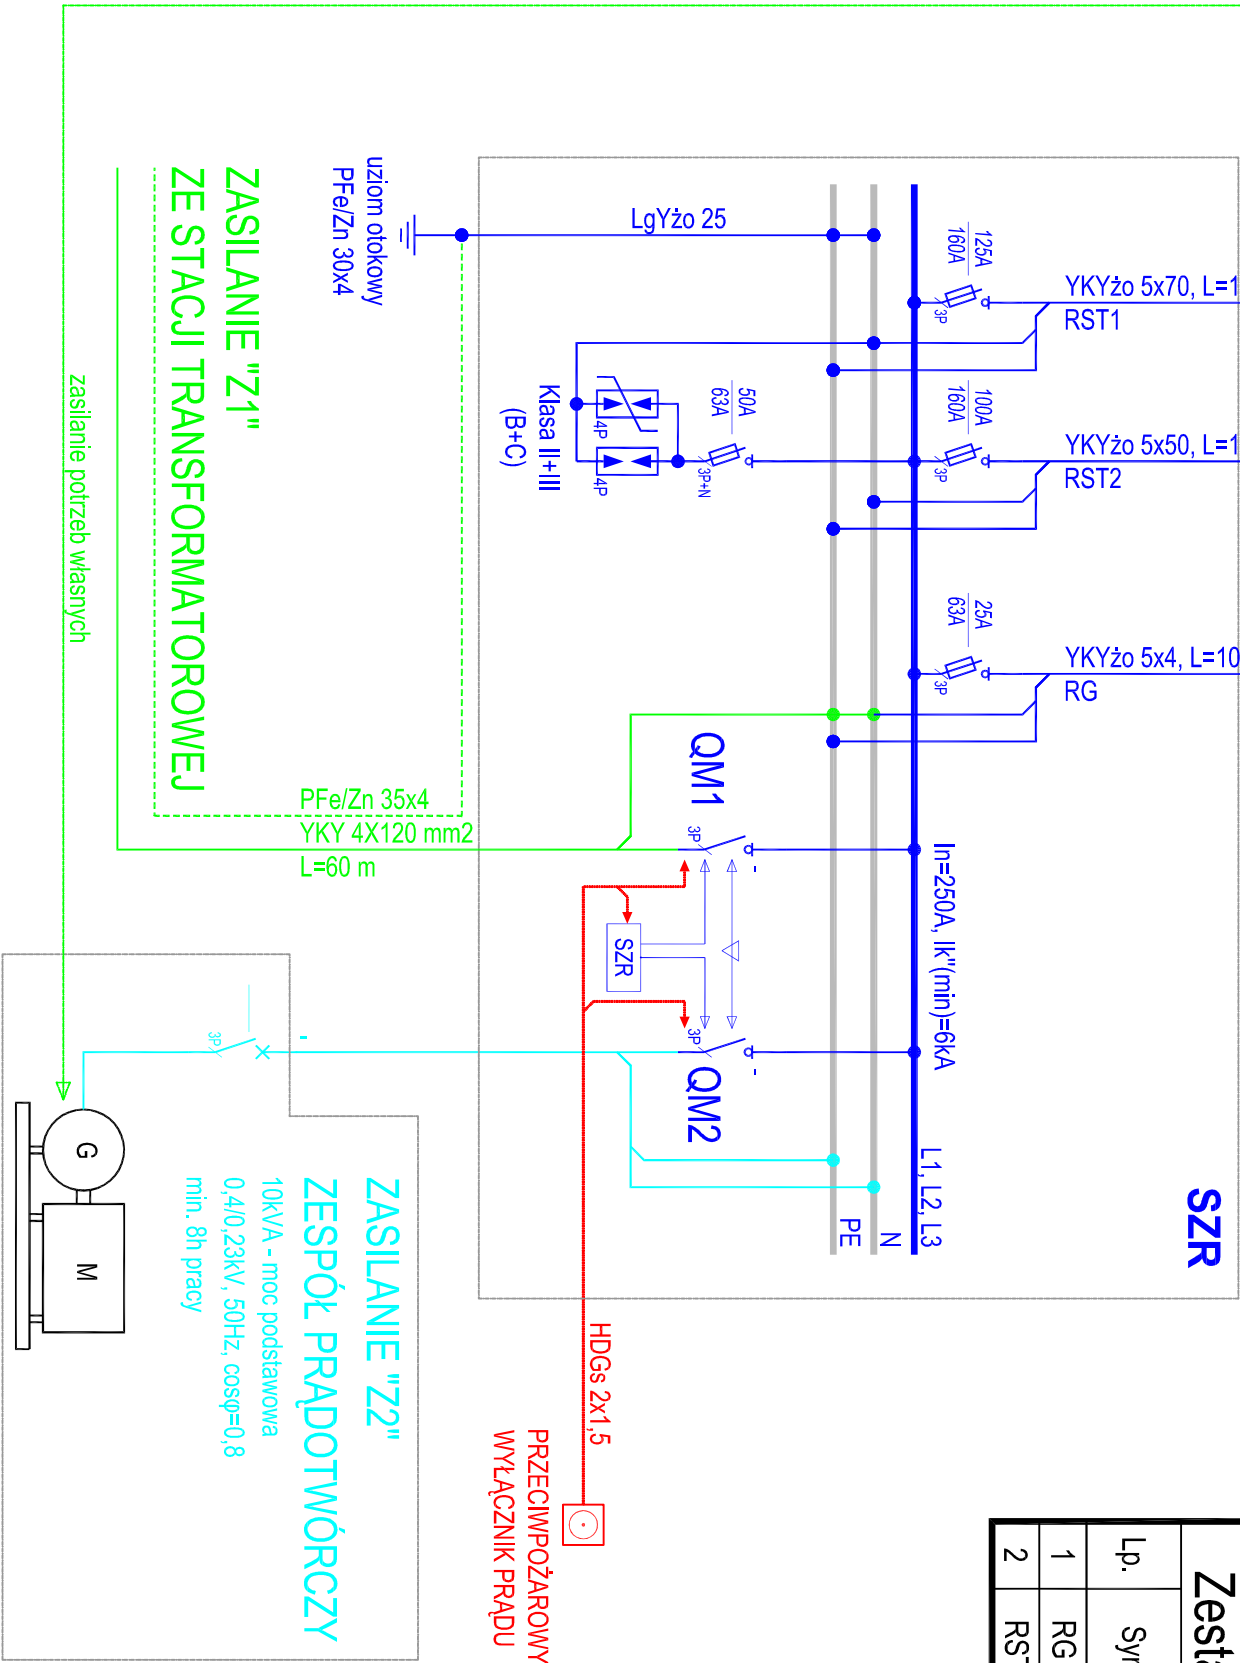 SZR
YKYżo 5x70, L=1
RST1
125A
160A
3P
YKYżo 5x50, L=1
RST2
100A
160A
3P
YKYżo 5x4, L=10
RG
25A
63A
3P
In=250A, Ik"(min)=6kA
L1, L2, L3
N
PE
LgYżo 25
50A
63A
3P+N
4P
4P
Klasa II+III
(B+C)
uziom otokowy
PFe/Zn 30x4
QM1
3P
-
SZR
QM2
3P
-
ZASILANIE "Z1"
ZE STACJI TRANSFORMATOROWEJ
PFe/Zn 35x4
YKY 4X120 mm2
L=60 m
zasilanie potrzeb własnych
3P
-
G
M
ZASILANIE "Z2"
ZESPÓŁ PRĄDOTWÓRCZY
10kVA - moc podstawowa
0,4/0,23kV, 50Hz, cosφ=0,8
min. 8h pracy
HDGs 2x1,5
PRZECIWPOŻAROWY
WYŁĄCZNIK PRĄDU
Zesta
Lp. Syr
1 RG
2 RST